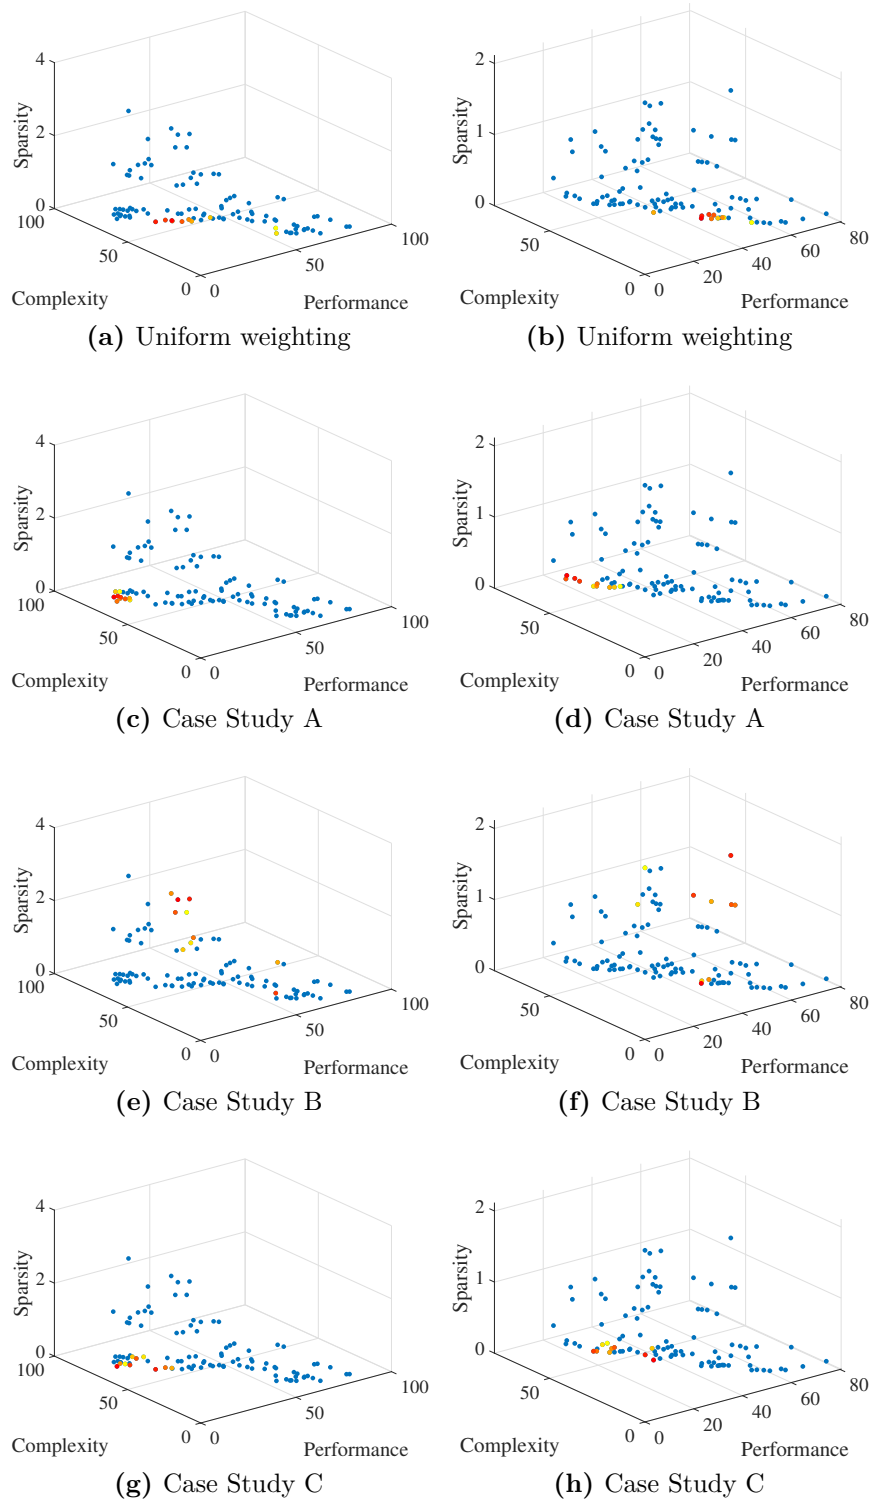 4
2
0
Sparsity
100
50
0
Complexity
0
50
100
Performance
(a) Uniform weighting
2
1
0
Sparsity
50
0
Complexity
0
20
40
60
80
Performance
(b) Uniform weighting
4
2
0
Sparsity
100
50
0
Complexity
0
50
100
Performance
(c) Case Study A
2
1
0
Sparsity
50
0
Complexity
0
20
40
60
80
Performance
(d) Case Study A
4
2
0
Sparsity
100
50
0
Complexity
0
50
100
Performance
(e) Case Study B
2
1
0
Sparsity
50
0
Complexity
0
20
40
60
80
Performance
(f) Case Study B
4
2
0
Sparsity
100
50
0
Complexity
0
50
100
Performance
(g) Case Study C
2
1
0
Sparsity
50
0
Complexity
0
20
40
60
80
Performance
(h) Case Study C